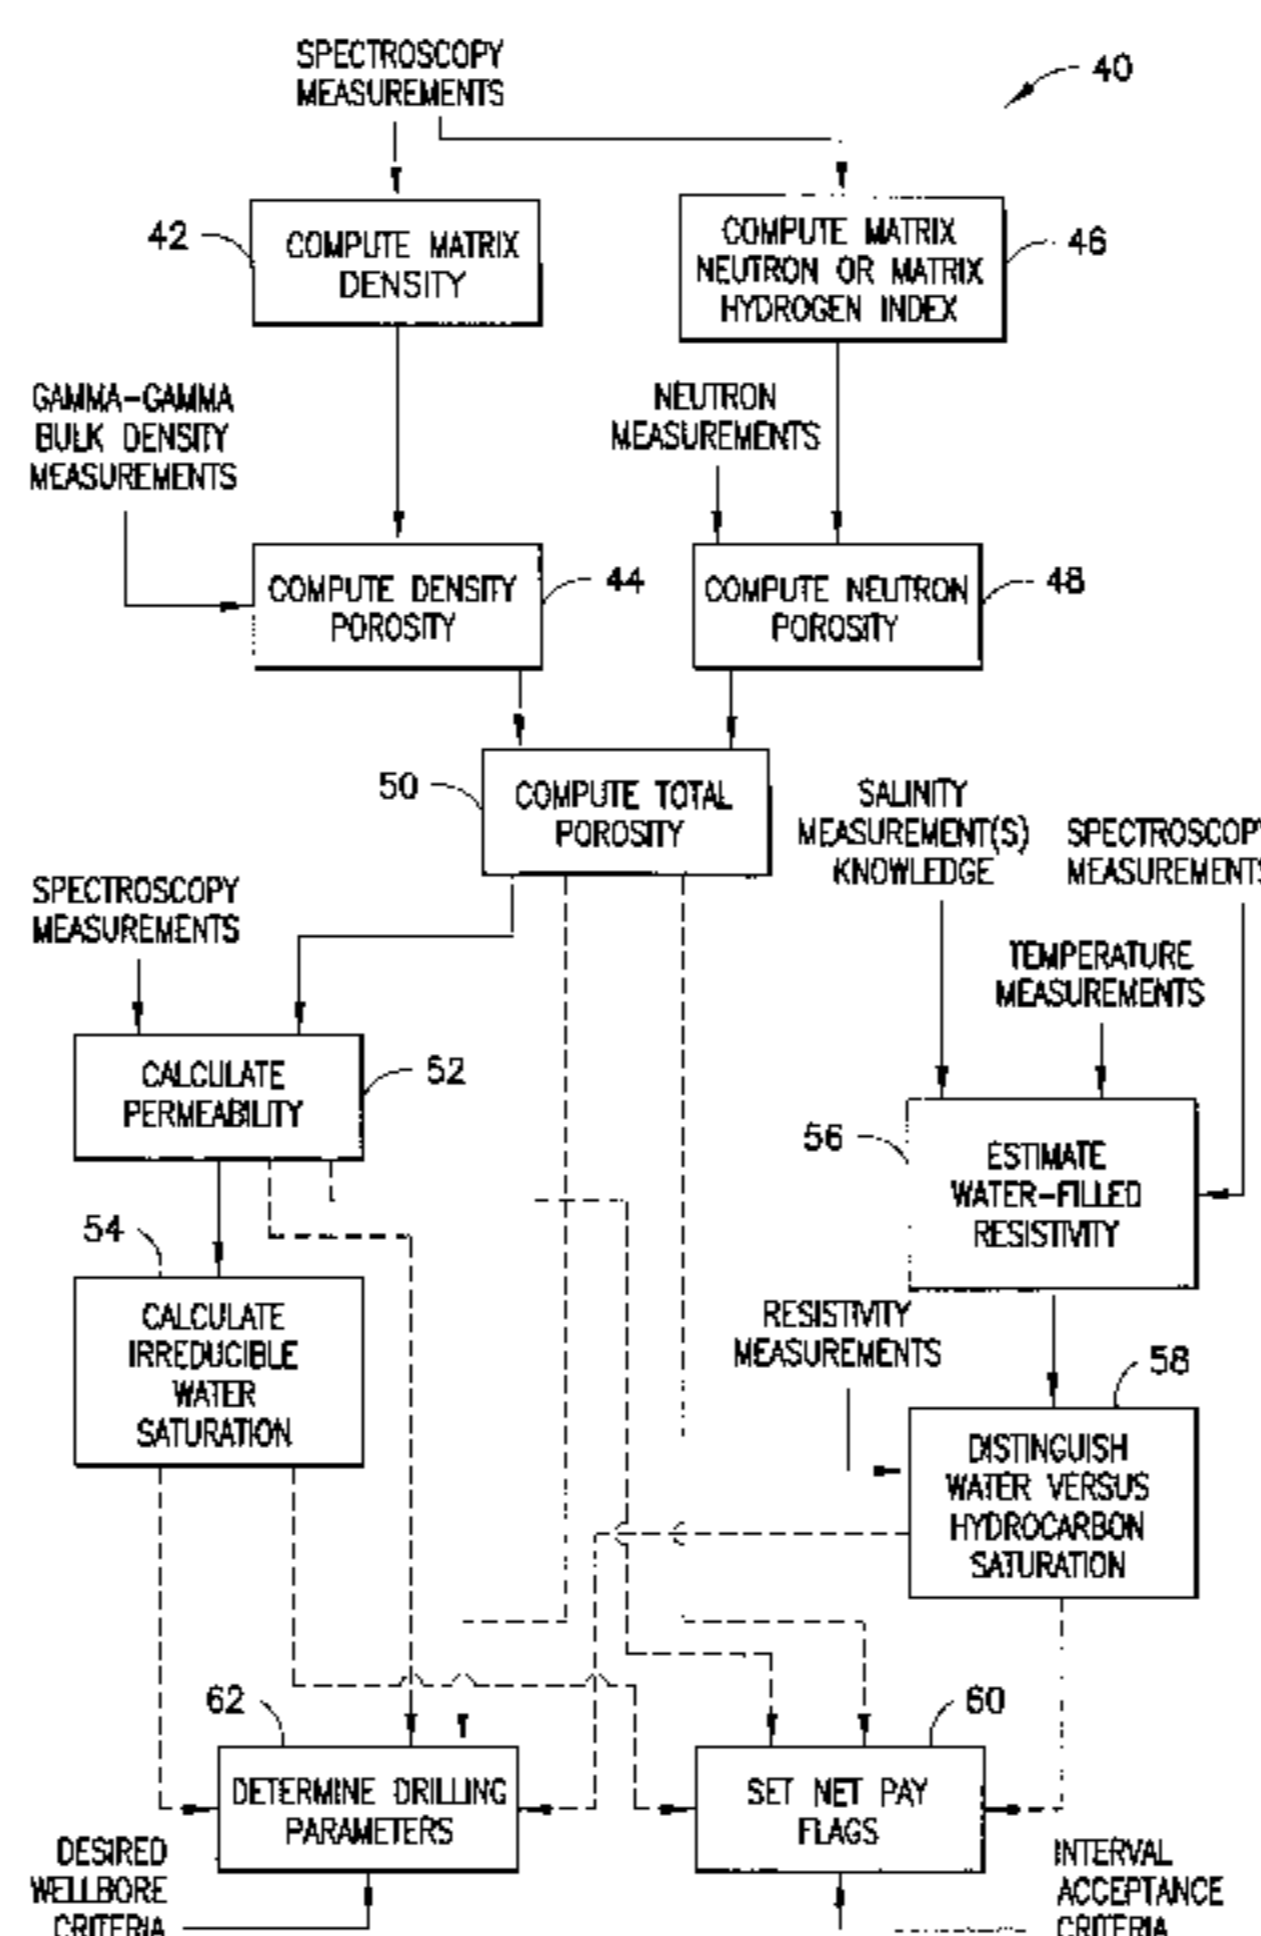 SPECTROSCOPY
MEASUREMENTS
40
42
COMPUTE MATRIX
DENSITY
COMPUTE MATRIX
NEUTRON OR MATRIX
HYDROGEN INDEX
46
GAMMA-GAMMA
BULK DENSITY
MEASUREMENTS
NEUTRON
MEASUREMENTS
COMPUTE DENSITY
POROSITY
44
COMPUTE NEUTRON
POROSITY
48
50
COMPUTE TOTAL
POROSITY
SALINITY
MEASUREMENT(S)
KNOWLEDGE
SPECTROSCOPY
MEASUREMENTS
SPECTROSCOPY
MEASUREMENTS
TEMPERATURE
MEASUREMENTS
CALCULATE
PERMEABILITY
52
56
ESTIMATE
WATER-FILLED
RESISTIVITY
54
CALCULATE
IRREDUCIBLE
WATER
SATURATION
RESISTIVITY
MEASUREMENTS
58
DISTINGUISH
WATER VERSUS
HYDROCARBON
SATURATION
62
DETERMINE DRILLING
PARAMETERS
60
SET NET PAY
FLAGS
DESIRED
WELLBORE
CRITERIA
INTERVAL
ACCEPTANCE
CRITERIA